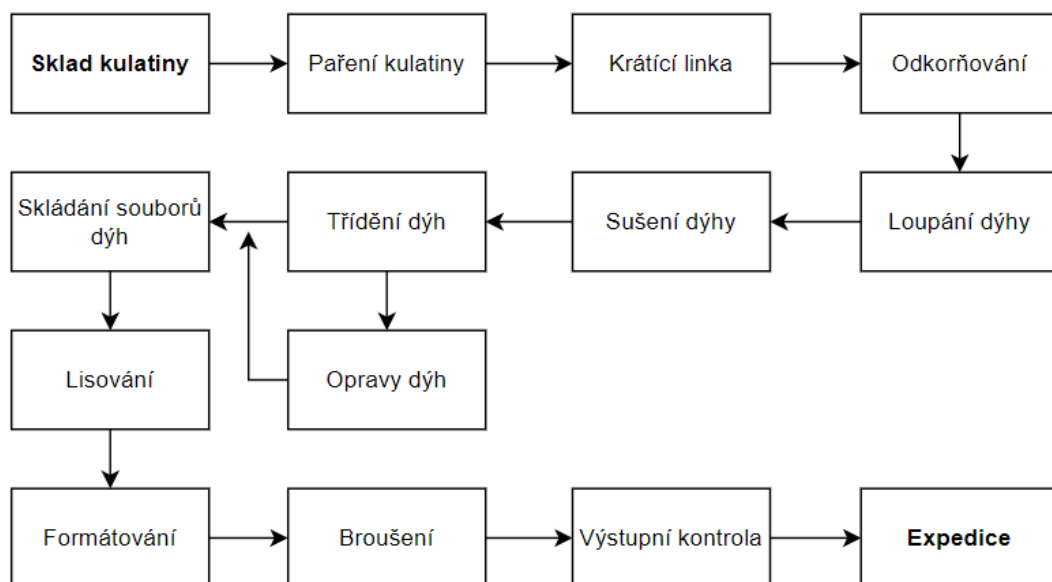 Sklad kulatiny
Paření kulatiny
Krátící linka
Odkorňování
Skládání souborů
dýh
Třídění dýh
Sušení dýhy
Loupání dýhy
Lisování
Opravy dýh
Formátování
Broušení
Výstupní kontrola
Expedice